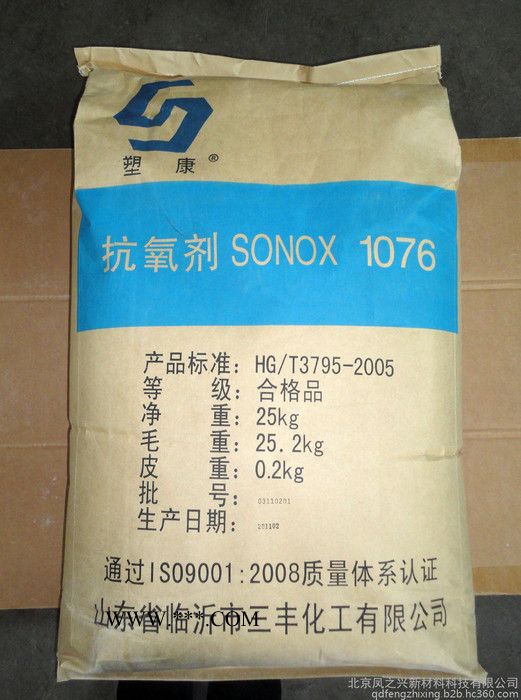 塑康®
抗氧剂 SONOX 1076
产品标准: HG/T3795-2005
等级: 合格品
净重: 25kg
毛重: 25.2kg
皮重: 0.2kg
批号: 03110201
生产日期: 201102
通过ISO9001:2008质量体系认证
山东省临沂市三丰化工有限公司
www.***.com
北京凤之兴新材料科技有限公司
qdfengzhixing.b2b.hc360.com